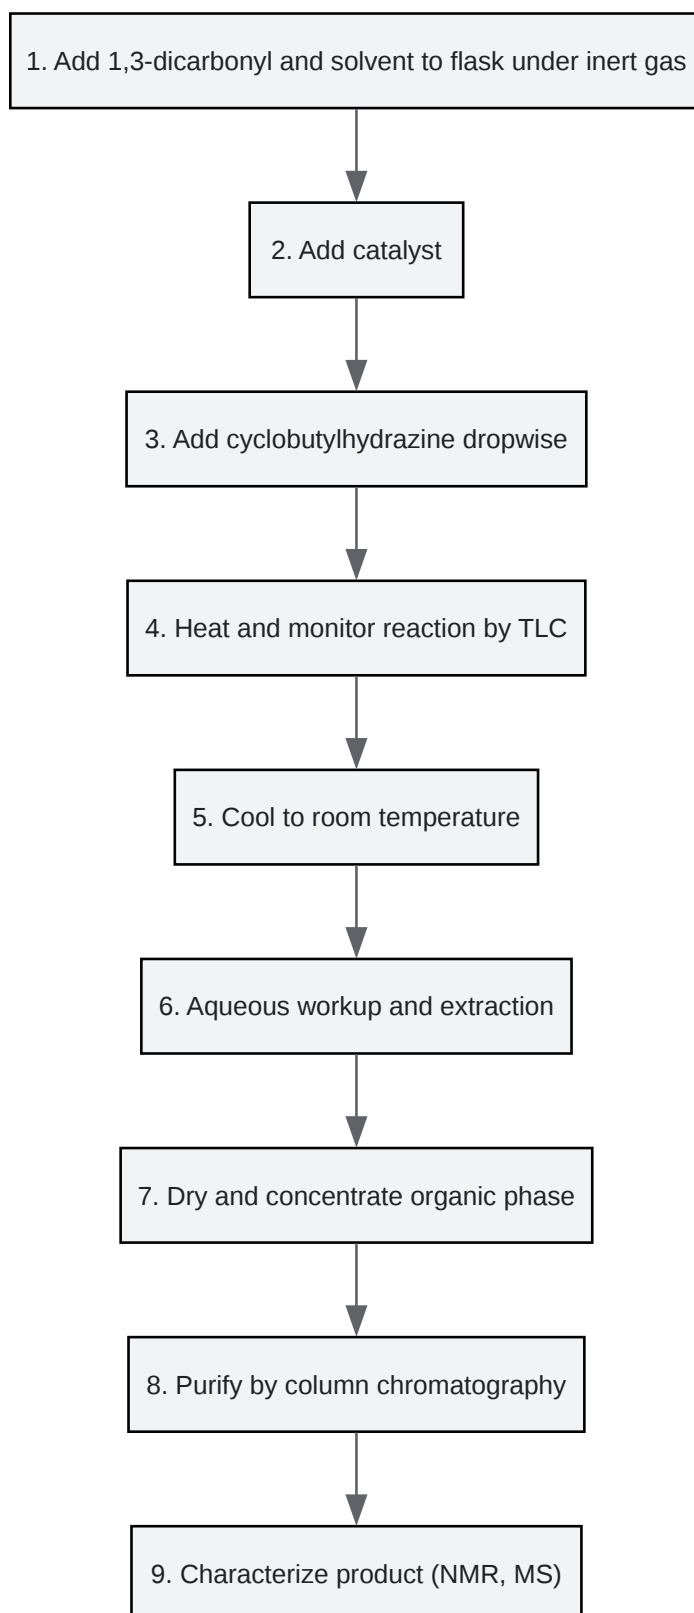 1. Add 1,3-dicarbonyl and solvent to flask under inert gas
2. Add catalyst
3. Add cyclobutylhydrazine dropwise
4. Heat and monitor reaction by TLC
5. Cool to room temperature
6. Aqueous workup and extraction
7. Dry and concentrate organic phase
8. Purify by column chromatography
9. Characterize product (NMR, MS)